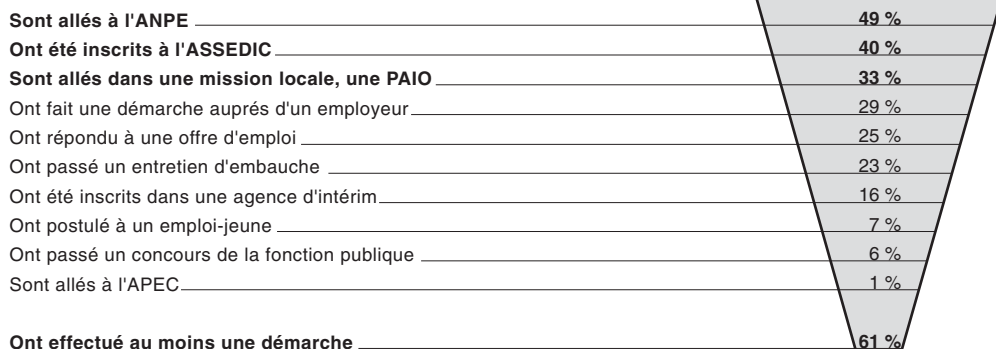 Sont allés à l'ANPE 49 %
Ont été inscrits à l'ASSEDIC 40 %
Sont allés dans une mission locale, une PAIO 33 %
Ont fait une démarche auprés d'un employeur 29 %
Ont répondu à une offre d'emploi 25 %
Ont passé un entretien d'embauche 23 %
Ont été inscrits dans une agence d'intérim 16 %
Ont postulé à un emploi-jeune 7 %
Ont passé un concours de la fonction publique 6 %
Sont allés à l'APEC 1 %
Ont effectué au moins une démarche 61 %